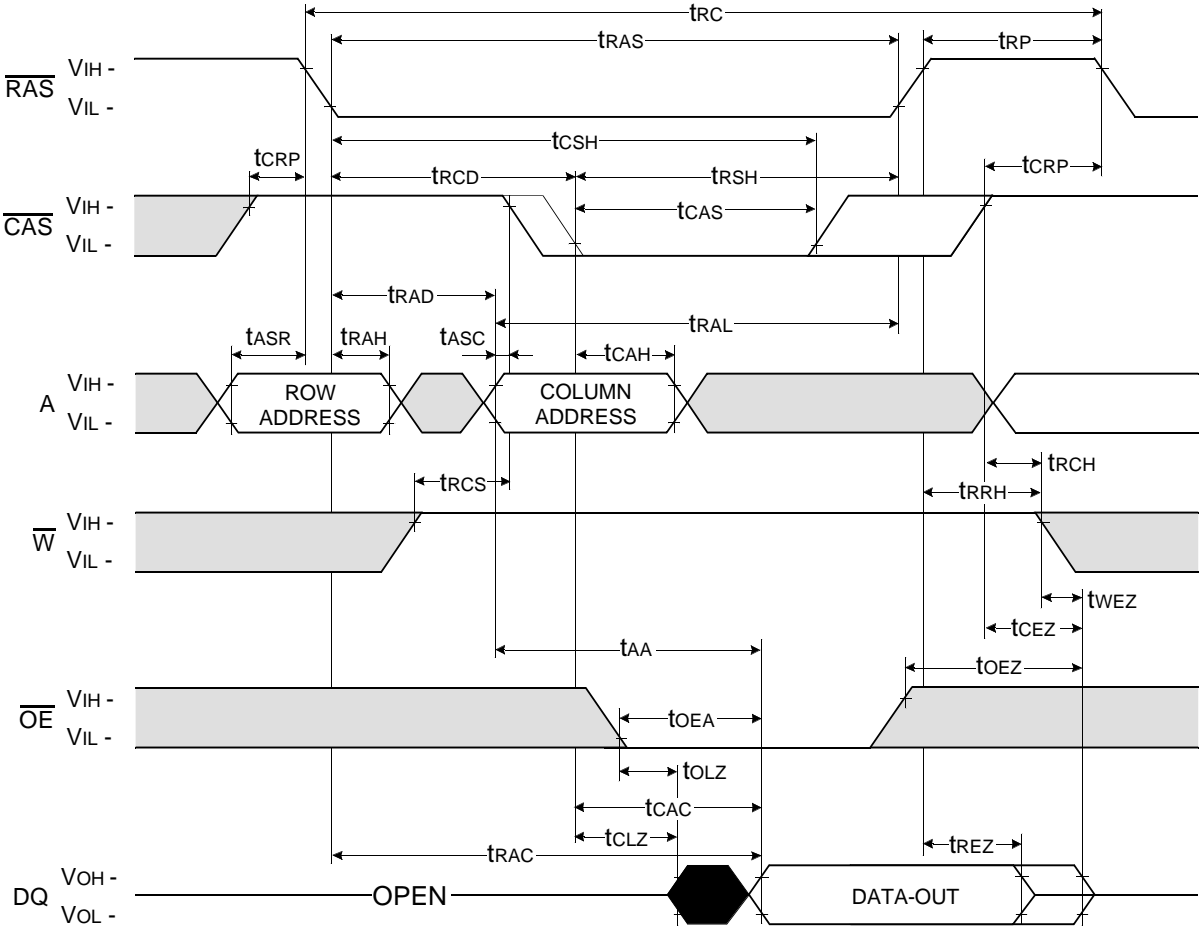 tRC
tRAS
tRP
RAS
VIH -
VIL -
tCSH
tCRP
tRCD
tRSH
tCRP
CAS
VIH -
VIL -
tCAS
tRAD
tRAL
tASR
tRAH
tASC
tCAH
A
VIH -
VIL -
ROW
ADDRESS
COLUMN
ADDRESS
tRCH
tRCS
tRRH
W
VIH -
VIL -
tWEZ
tCEZ
tAA
tOEZ
OE
VIH -
VIL -
tOEA
tOLZ
tCAC
tCLZ
tREZ
tRAC
DQ
VOH -
VOL -
OPEN
DATA-OUT